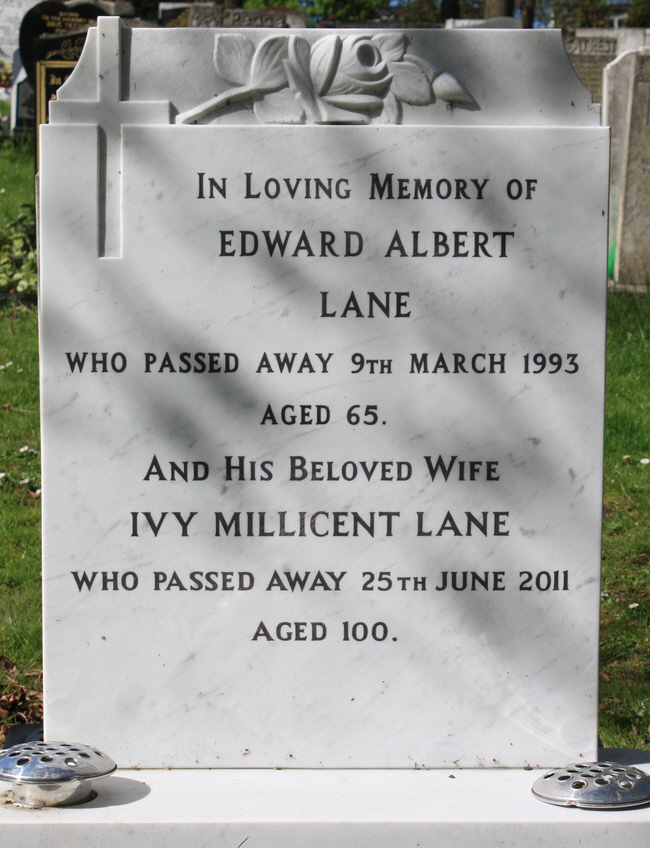 In Loving Memory of
EDWARD ALBERT
LANE
WHO PASSED AWAY 9TH MARCH 1993
AGED 65.
And His Beloved Wife
IVY MILLICENT LANE
WHO PASSED AWAY 25TH JUNE 2011
AGED 100.